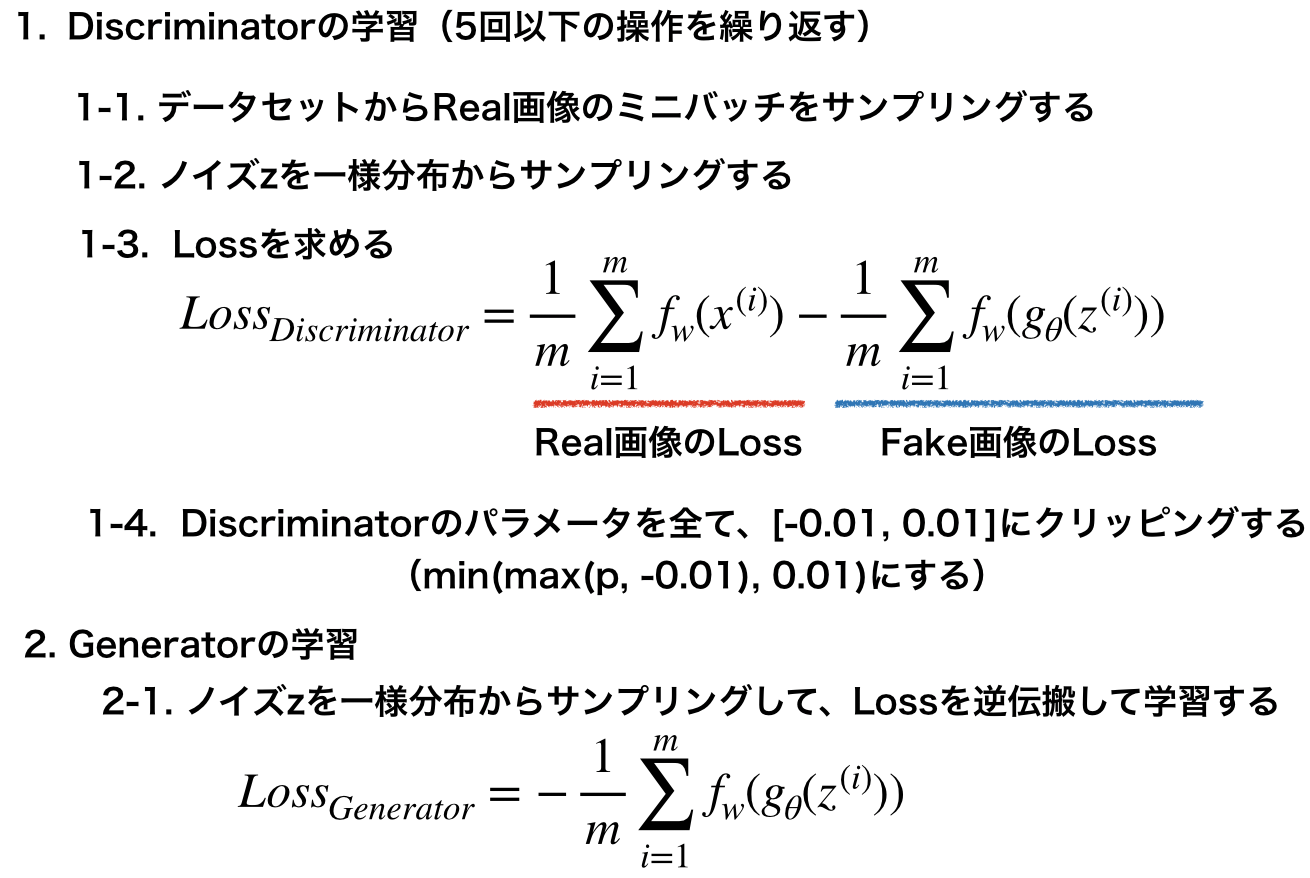 1. Discriminatorの学習（5回以下の操作を繰り返す）
1-1. データセットからReal画像のミニバッチをサンプリングする
1-2. ノイズzを一様分布からサンプリングする
1-3. Lossを求める
Loss_{Discriminator} = \frac{1}{m} \sum_{i=1}^{m} f_w(x^{(i)}) − \frac{1}{m} \sum_{i=1}^{m} f_w(g_θ(z^{(i)}))
Real画像のLoss Fake画像のLoss
1-4. Discriminatorのパラメータを全て、[-0.01, 0.01]にクリッピングする
（min(max(p, -0.01), 0.01)にする）
2. Generatorの学習
2-1. ノイズzを一様分布からサンプリングして、Lossを逆伝搬して学習する
Loss_{Generator} = − \frac{1}{m} \sum_{i=1}^{m} f_w(g_θ(z^{(i)}))